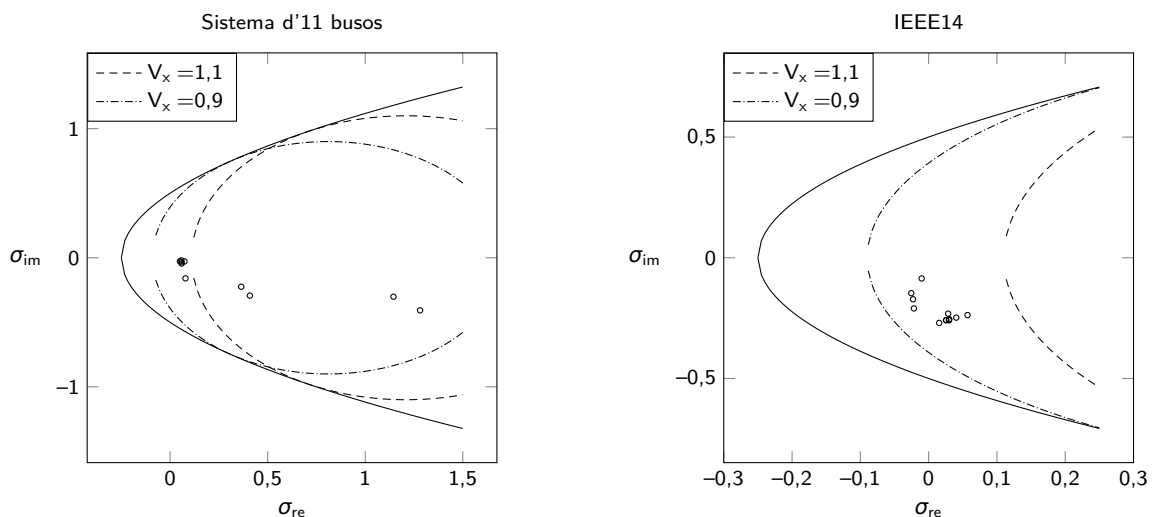 Sistema d'11 busos
V_x =1,1
V_x =0,9
1
0
−1
σ_im
0
0,5
1
1,5
σ_re
IEEE14
V_x =1,1
V_x =0,9
0,5
0
−0,5
σ_im
−0,3
−0,2
−0,1
0
0,1
0,2
0,3
σ_re